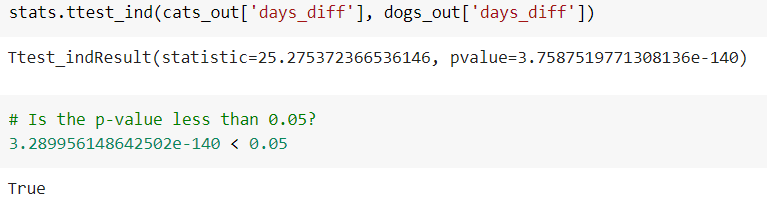 stats.ttest_ind(cats_out['days_diff'], dogs_out['days_diff'])
Ttest_indResult(statistic=25.275372366536146, pvalue=3.7587519771308136e-140)
# Is the p-value less than 0.05?
3.289956148642502e-140 < 0.05
True